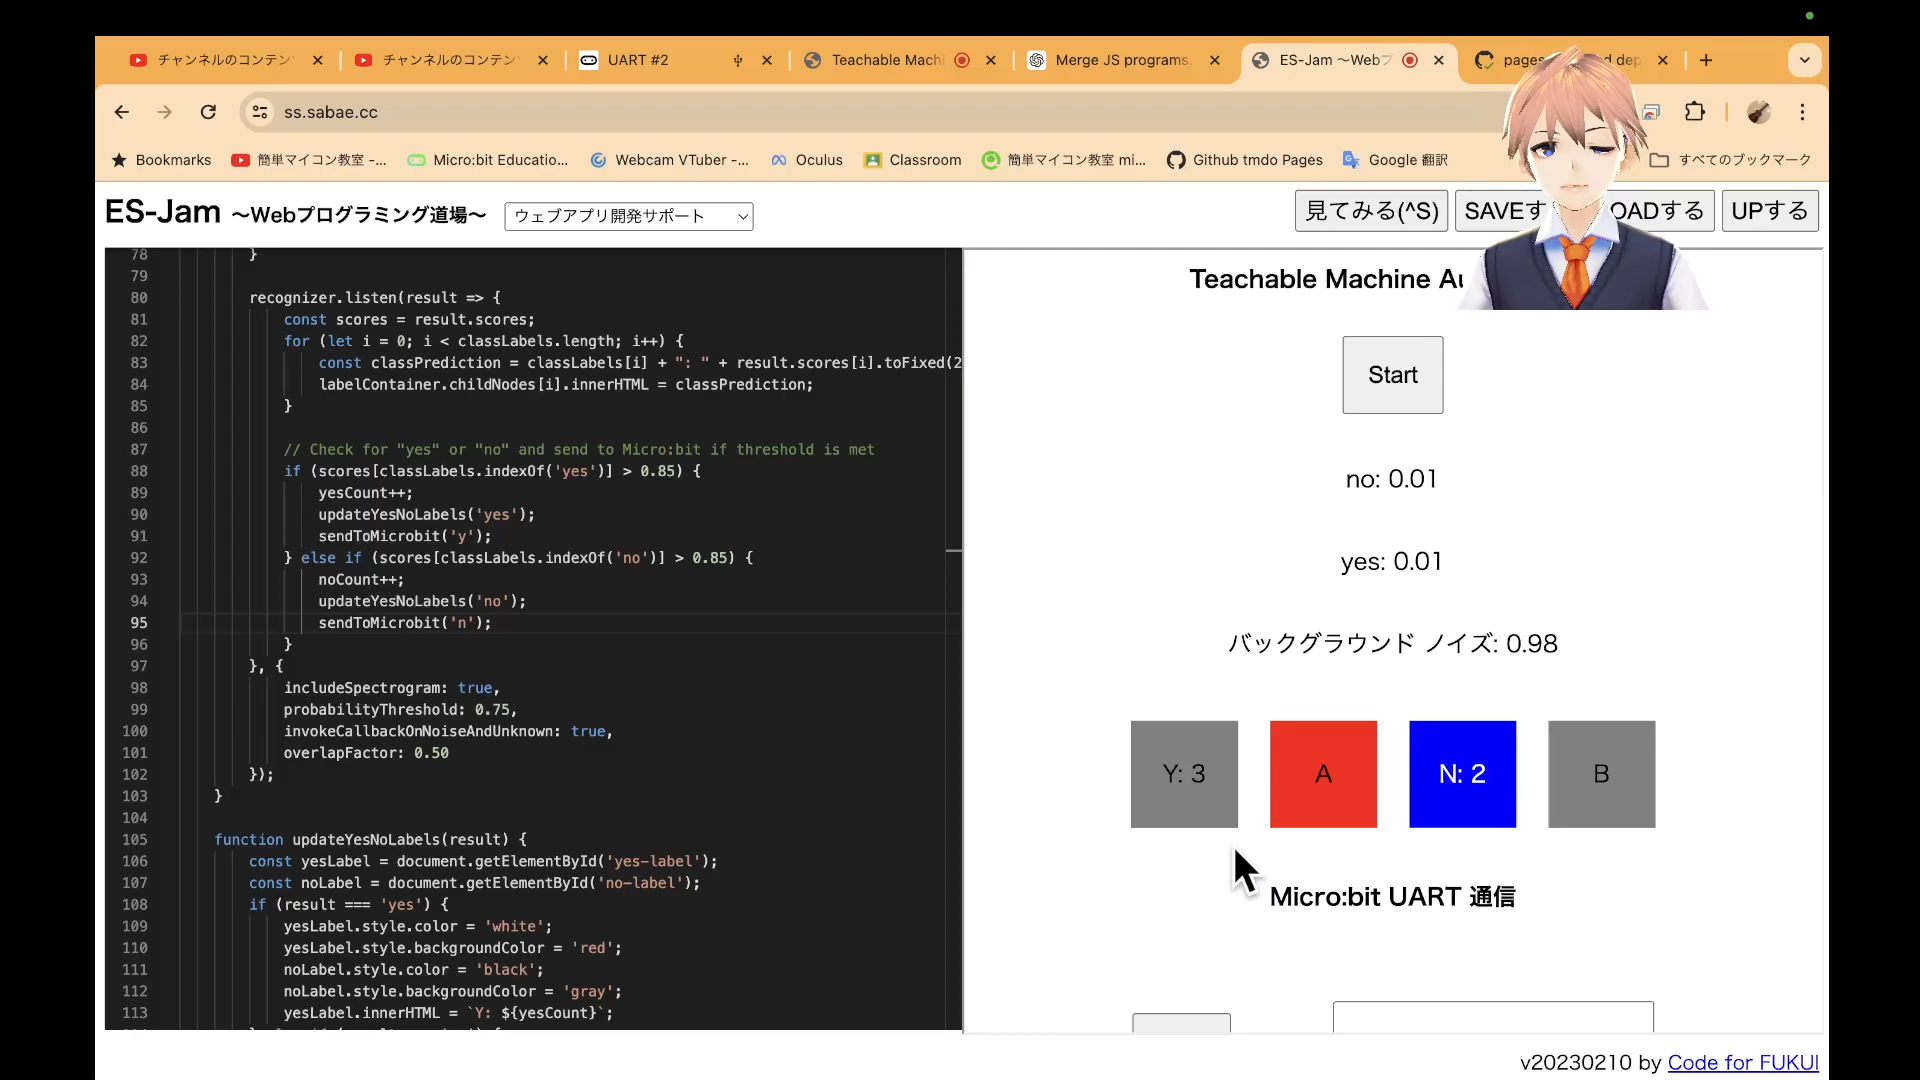 チャンネルのコンテン
チャンネルのコンテン
UART #2
Teachable Mach
Merge JS programs.
ES-Jam 〜Webプ
pages
d dep
ss.sabae.cc
Bookmarks
簡単マイコン教室 -...
Micro:bit Educatio...
Webcam VTuber -...
Oculus
Classroom
簡単マイコン教室 mi...
Github tmdo Pages
Google 翻訳
すべてのブックマーク
ES-Jam 〜Webプログラミング道場〜
ウェブアプリ開発サポート
見てみる(^S)
SAVEす
OADする
UPする
78 }
79
80 recognizer.listen(result => {
81 const scores = result.scores;
82 for (let i = 0; i < classLabels.length; i++) {
83 const classPrediction = classLabels[i] + ": " + result.scores[i].toFixed(2
84 labelContainer.childNodes[i].innerHTML = classPrediction;
85 }
86
87 // Check for "yes" or "no" and send to Micro:bit if threshold is met
88 if (scores[classLabels.indexOf('yes')] > 0.85) {
89 yesCount++;
90 updateYesNoLabels('yes');
91 sendToMicrobit('y');
92 } else if (scores[classLabels.indexOf('no')] > 0.85) {
93 noCount++;
94 updateYesNoLabels('no');
95 sendToMicrobit('n');
96 }
97 }, {
98 includeSpectrogram: true,
99 probabilityThreshold: 0.75,
100 invokeCallbackOnNoiseAndUnknown: true,
101 overlapFactor: 0.50
102 });
103 }
104
105 function updateYesNoLabels(result) {
106 const yesLabel = document.getElementById('yes-label');
107 const noLabel = document.getElementById('no-label');
108 if (result === 'yes') {
109 yesLabel.style.color = 'white';
110 yesLabel.style.backgroundColor = 'red';
111 noLabel.style.color = 'black';
112 noLabel.style.backgroundColor = 'gray';
113 yesLabel.innerHTML = `Y: ${yesCount}`;
Teachable Machine Au
Start
no: 0.01
yes: 0.01
バックグラウンド ノイズ: 0.98
Y: 3
A
N: 2
B
Micro:bit UART 通信
v20230210 by Code for FUKUI